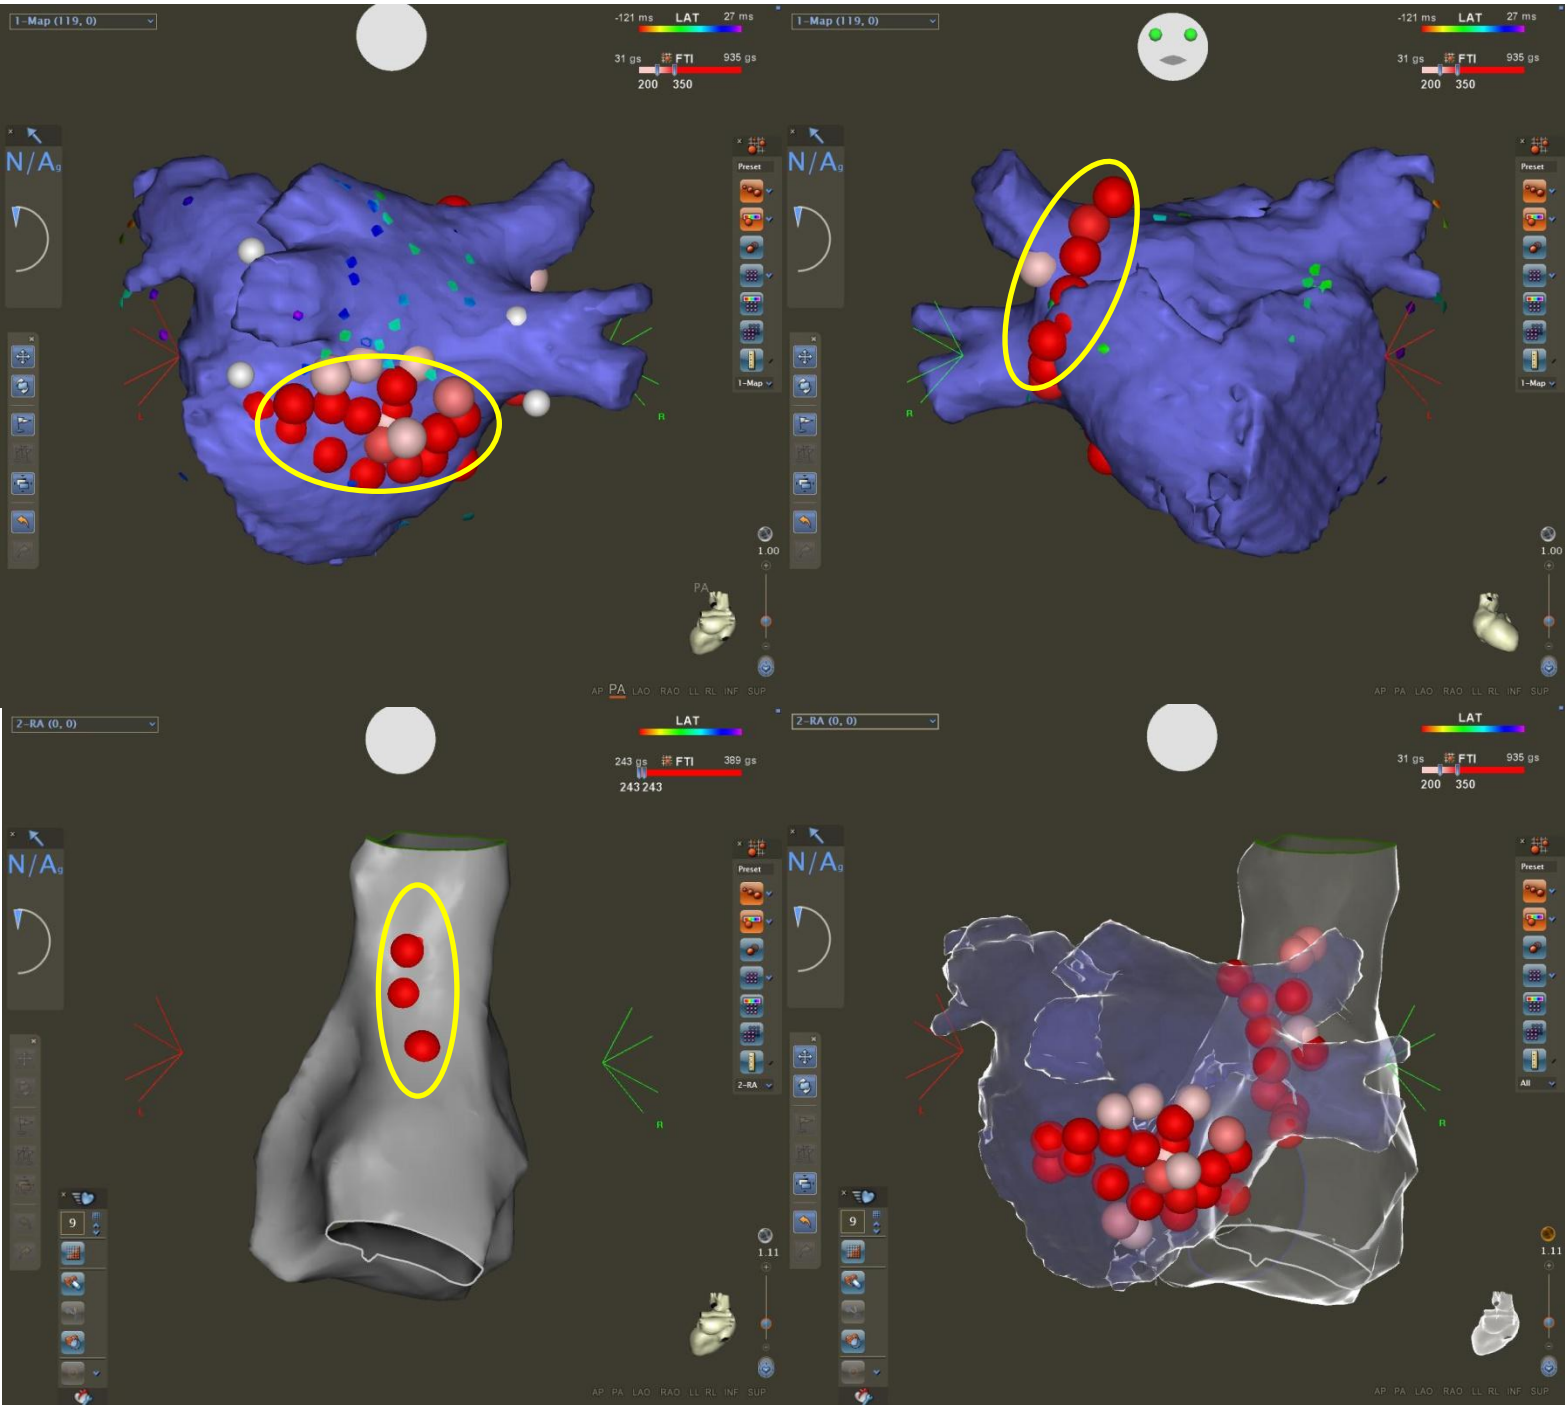 1-Map (119, 0)
-121 ms LAT 27 ms
31 gs FTI 935 gs
200 350
N/Ag
Preset
1-Map
L
R
1.00
PA
AP PA LAO RAO LL RL INF SUP
1-Map (119, 0)
-121 ms LAT 27 ms
31 gs FTI 935 gs
200 350
N/Ag
Preset
1-Map
R
L
1.00
AP PA LAO RAO LL RL INF SUP
2-RA (0, 0)
LAT
243 gs FTI 389 gs
243 243
N/Ag
Preset
2-RA
L
R
9
1.11
AP PA LAO RAO LL RL INF SUP
2-RA (0, 0)
LAT
31 gs FTI 935 gs
200 350
N/Ag
Preset
All
L
R
9
1.11
AP PA LAO RAO LL RL INF SUP